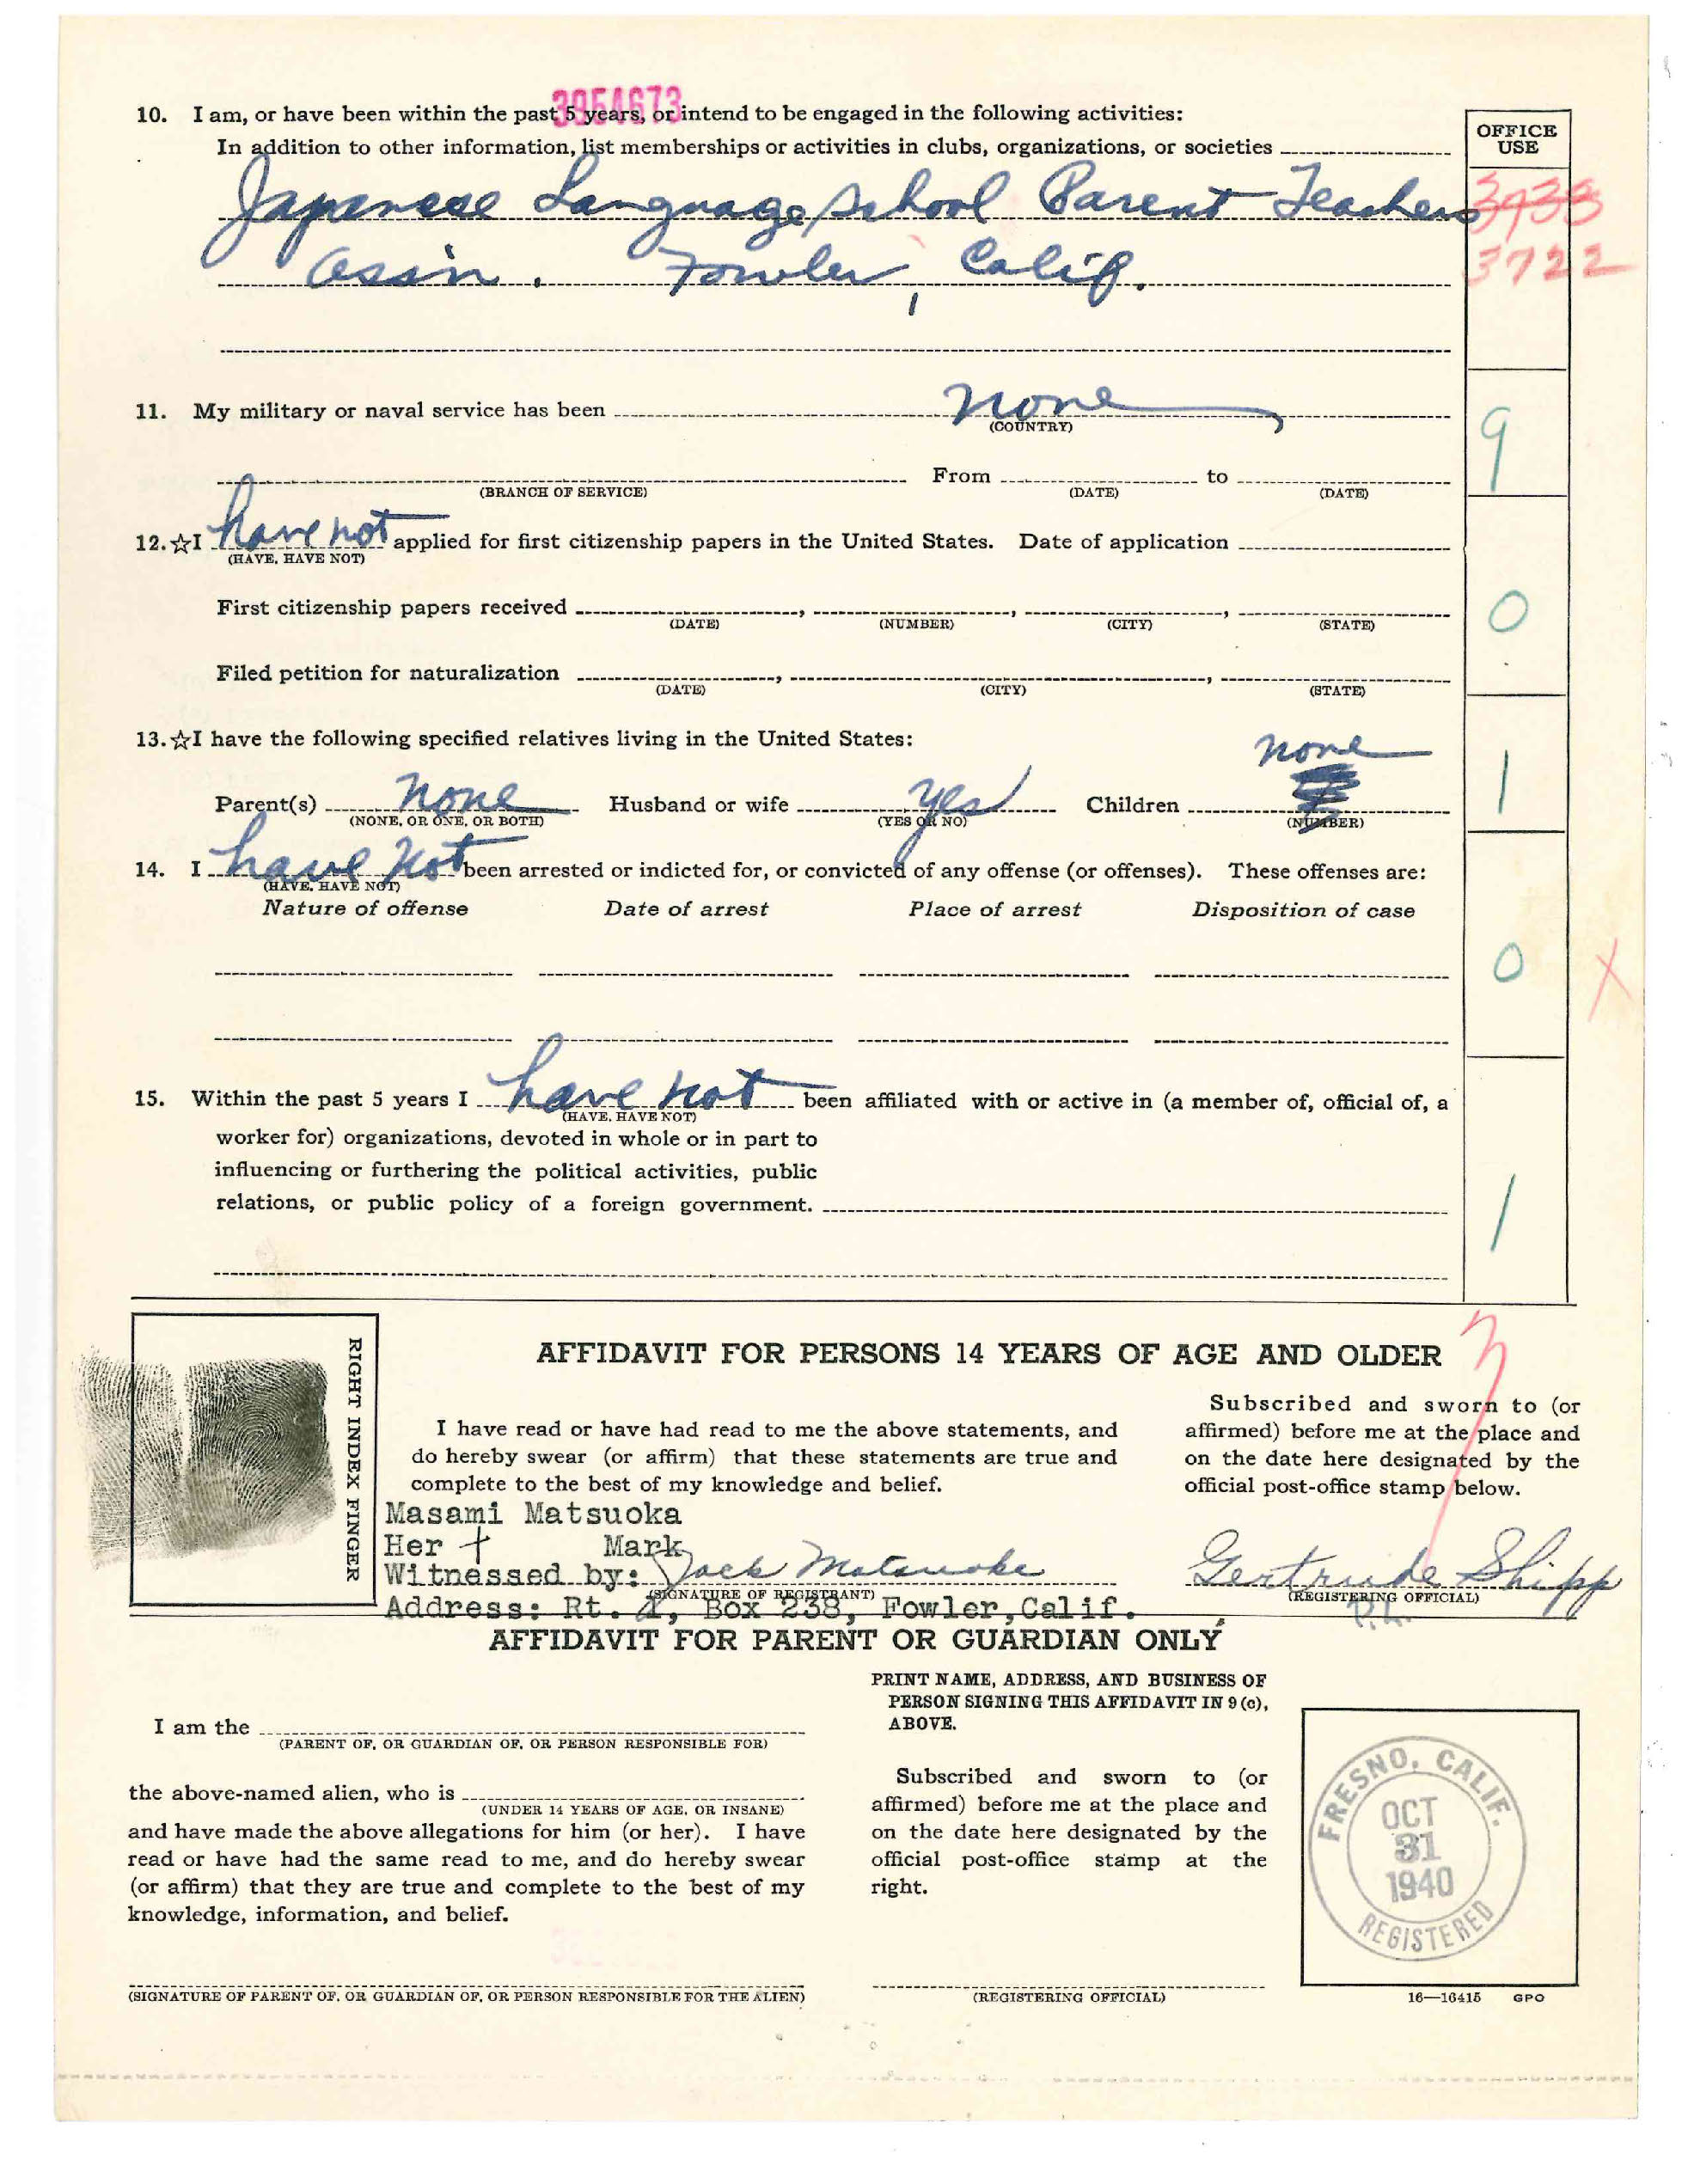 3954673
10. I am, or have been within the past 5 years, or intend to be engaged in the following activities:
In addition to other information, list memberships or activities in clubs, organizations, or societies
OFFICE
USE
Japanese Language School Parent Teachers
3938
Ass'n. Fowler, Calif.
3722
11. My military or naval service has been none
(COUNTRY)
9
From to
(BRANCH OF SERVICE) (DATE) (DATE)
12.☆I have not applied for first citizenship papers in the United States. Date of application
(HAVE, HAVE NOT)
First citizenship papers received , , ,
(DATE) (NUMBER) (CITY) (STATE)
0
Filed petition for naturalization , ,
(DATE) (CITY) (STATE)
13.☆I have the following specified relatives living in the United States:
none
Parent(s) none Husband or wife yes Children
(NONE, OR ONE, OR BOTH) (YES OR NO) (NUMBER)
1
14. I have not been arrested or indicted for, or convicted of any offense (or offenses). These offenses are:
(HAVE, HAVE NOT)
Nature of offense Date of arrest Place of arrest Disposition of case
0
X
15. Within the past 5 years I have not been affiliated with or active in (a member of, official of, a
(HAVE, HAVE NOT)
worker for) organizations, devoted in whole or in part to
influencing or furthering the political activities, public
relations, or public policy of a foreign government.
1
RIGHT INDEX FINGER
AFFIDAVIT FOR PERSONS 14 YEARS OF AGE AND OLDER
I have read or have had read to me the above statements, and
do hereby swear (or affirm) that these statements are true and
complete to the best of my knowledge and belief.
Subscribed and sworn to (or
affirmed) before me at the place and
on the date here designated by the
official post-office stamp below.
Masami Matsuoka
Her + Mark
Witnessed by: Jack Matsuoka
(SIGNATURE OF REGISTRANT)
Address: Rt. 1, Box 238, Fowler, Calif.
Gertrude Shipp
(REGISTERING OFFICIAL)
P.L.
AFFIDAVIT FOR PARENT OR GUARDIAN ONLY
I am the
(PARENT OF, OR GUARDIAN OF, OR PERSON RESPONSIBLE FOR)
the above-named alien, who is
(UNDER 14 YEARS OF AGE, OR INSANE)
and have made the above allegations for him (or her). I have
read or have had the same read to me, and do hereby swear
(or affirm) that they are true and complete to the best of my
knowledge, information, and belief.
(SIGNATURE OF PARENT OF, OR GUARDIAN OF, OR PERSON RESPONSIBLE FOR THE ALIEN)
PRINT NAME, ADDRESS, AND BUSINESS OF
PERSON SIGNING THIS AFFIDAVIT IN 9 (c),
ABOVE.
Subscribed and sworn to (or
affirmed) before me at the place and
on the date here designated by the
official post-office stamp at the
right.
(REGISTERING OFFICIAL)
FRESNO, CALIF.
OCT
31
1940
REGISTERED
16—16415 GPO